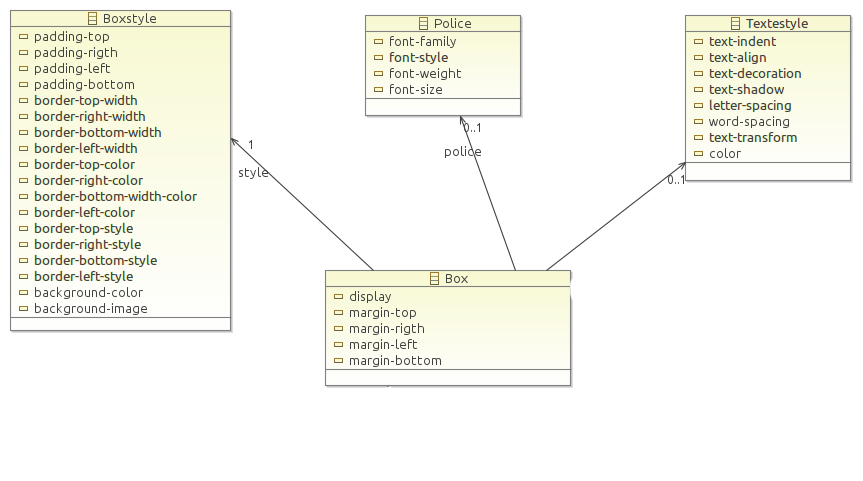 Boxstyle
padding-top
padding-rigth
padding-left
padding-bottom
border-top-width
border-right-width
border-bottom-width
border-left-width
border-top-color
border-right-color
border-bottom-width-color
border-left-color
border-top-style
border-right-style
border-bottom-style
border-left-style
background-color
background-image
Police
font-family
font-style
font-weight
font-size
Textestyle
text-indent
text-align
text-decoration
text-shadow
letter-spacing
word-spacing
text-transform
color
1
style
0..1
police
0..1
Box
display
margin-top
margin-rigth
margin-left
margin-bottom